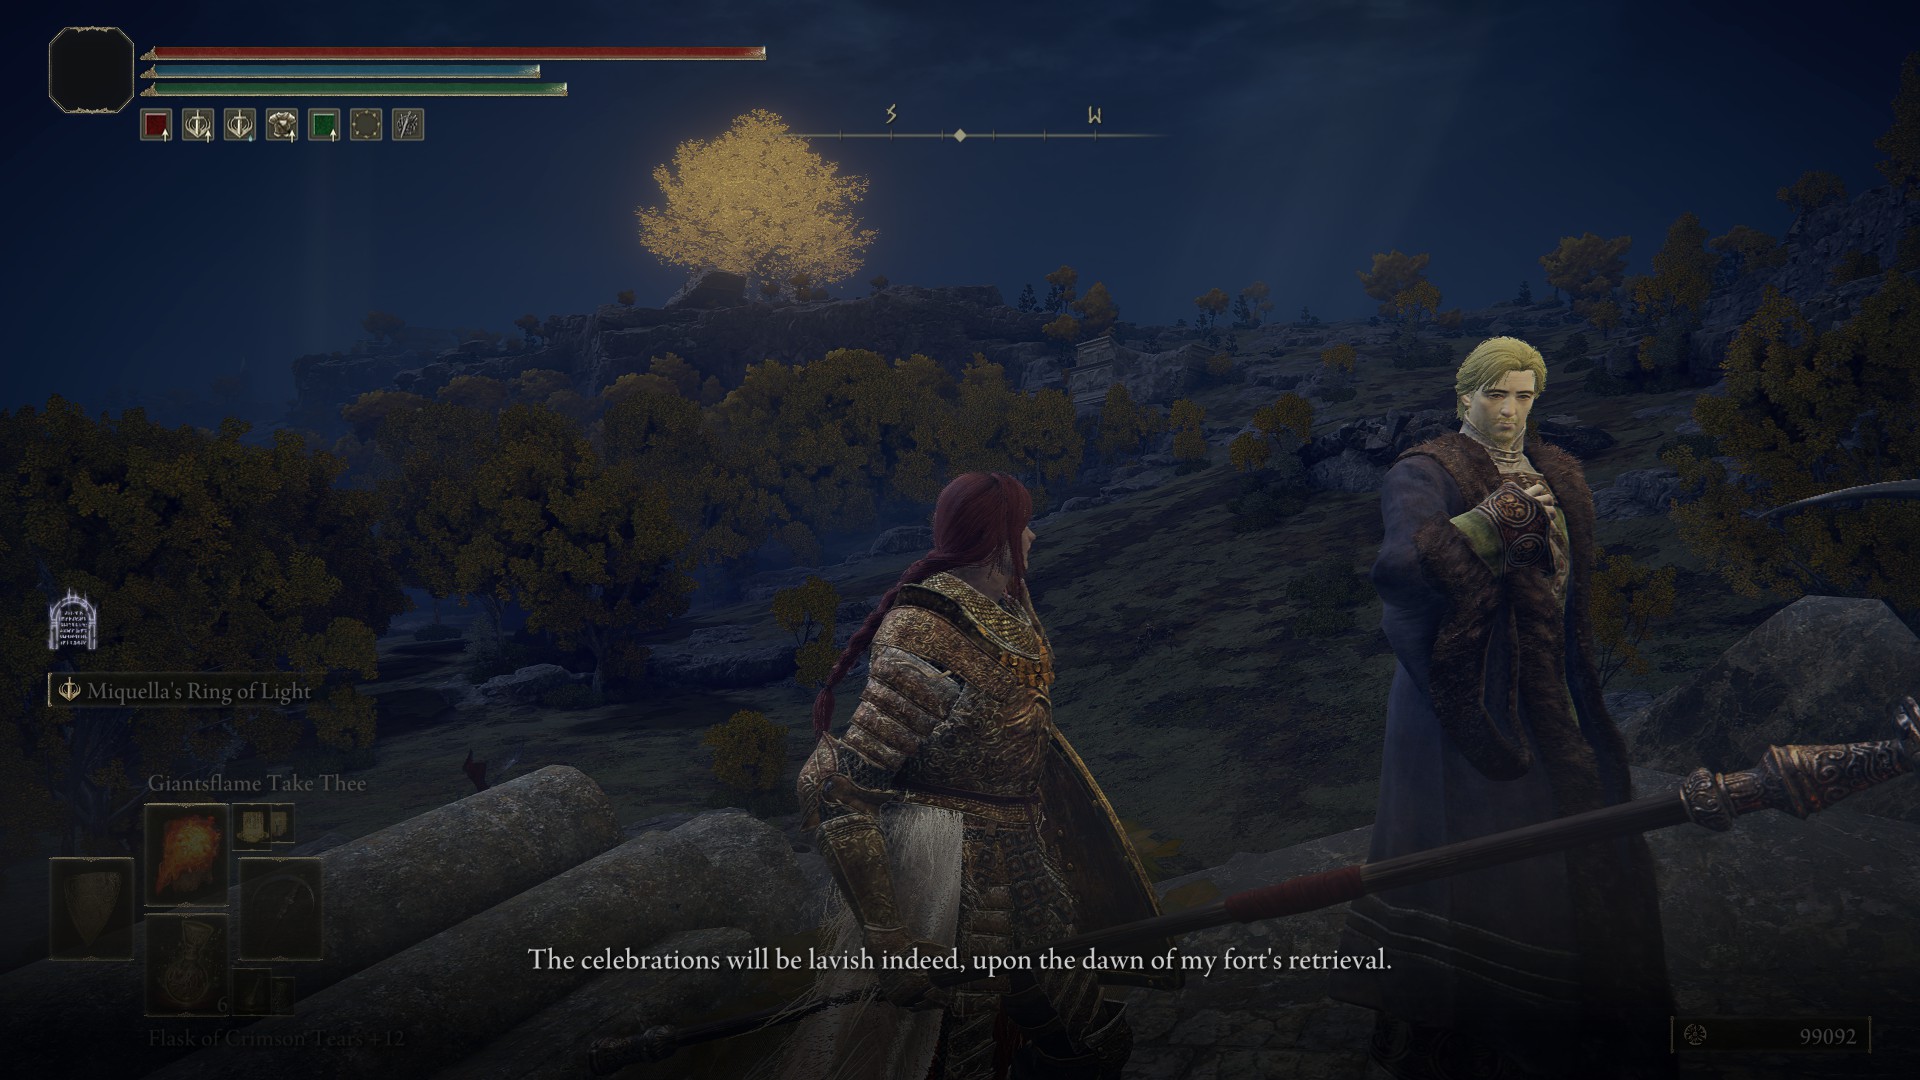 S
W
Miquella's Ring of Light
Giantsflame Take Thee
6
The celebrations will be lavish indeed, upon the dawn of my fort's retrieval.
Flask of Crimson Tears +12
99092